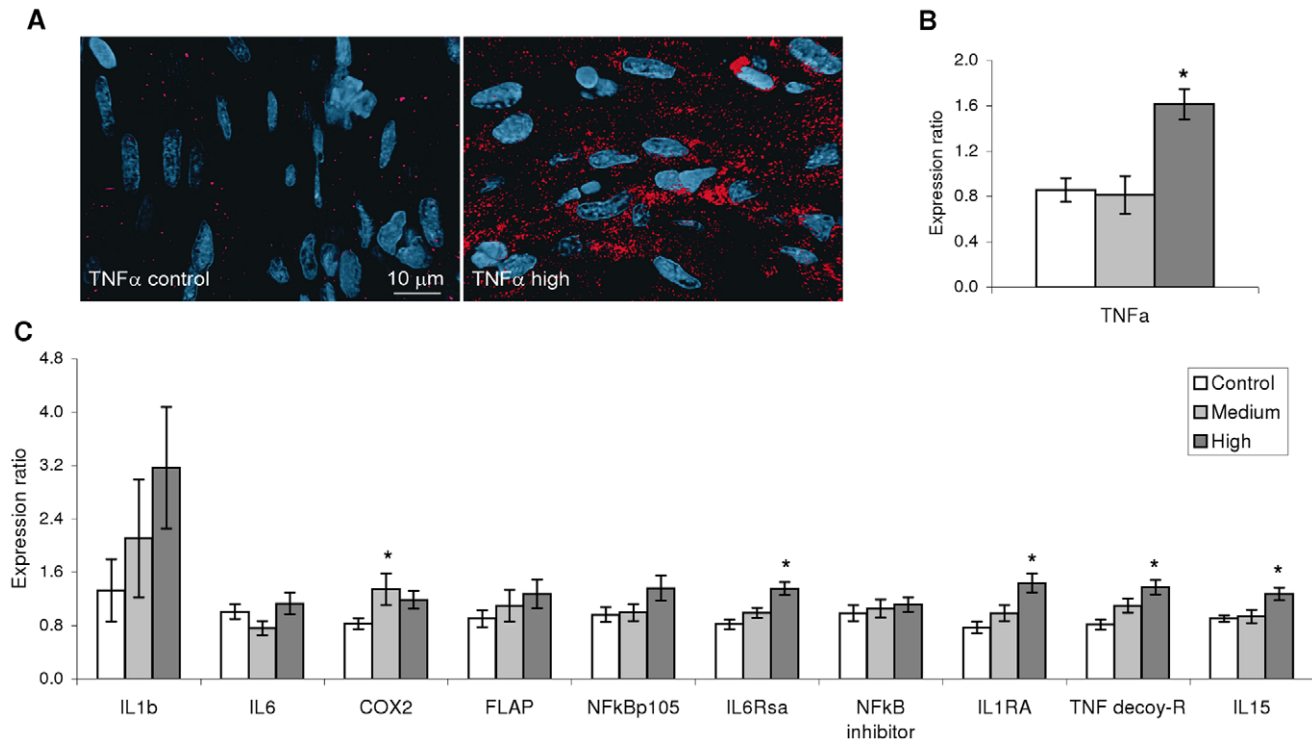 A
TNFα control
10 μm
TNFα high
B
Expression ratio
2.0
1.6
1.2
0.8
0.4
0.0
*
TNFa
C
Expression ratio
4.8
4.0
3.2
2.4
1.6
0.8
0.0
* * * * *
Control
Medium
High
IL1b IL6 COX2 FLAP NFkBp105 IL6Rsa NFkB inhibitor IL1RA TNF decoy-R IL15